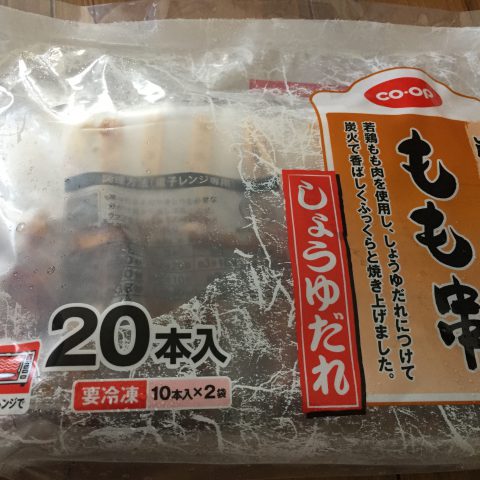 co-op
もも串
若鶏もも肉を使用し、しょうゆだれにつけて
炭火で香ばしくふっくらと焼き上げました。
しょうゆだれ
20本入
要冷凍 10本入×2袋
ンジで